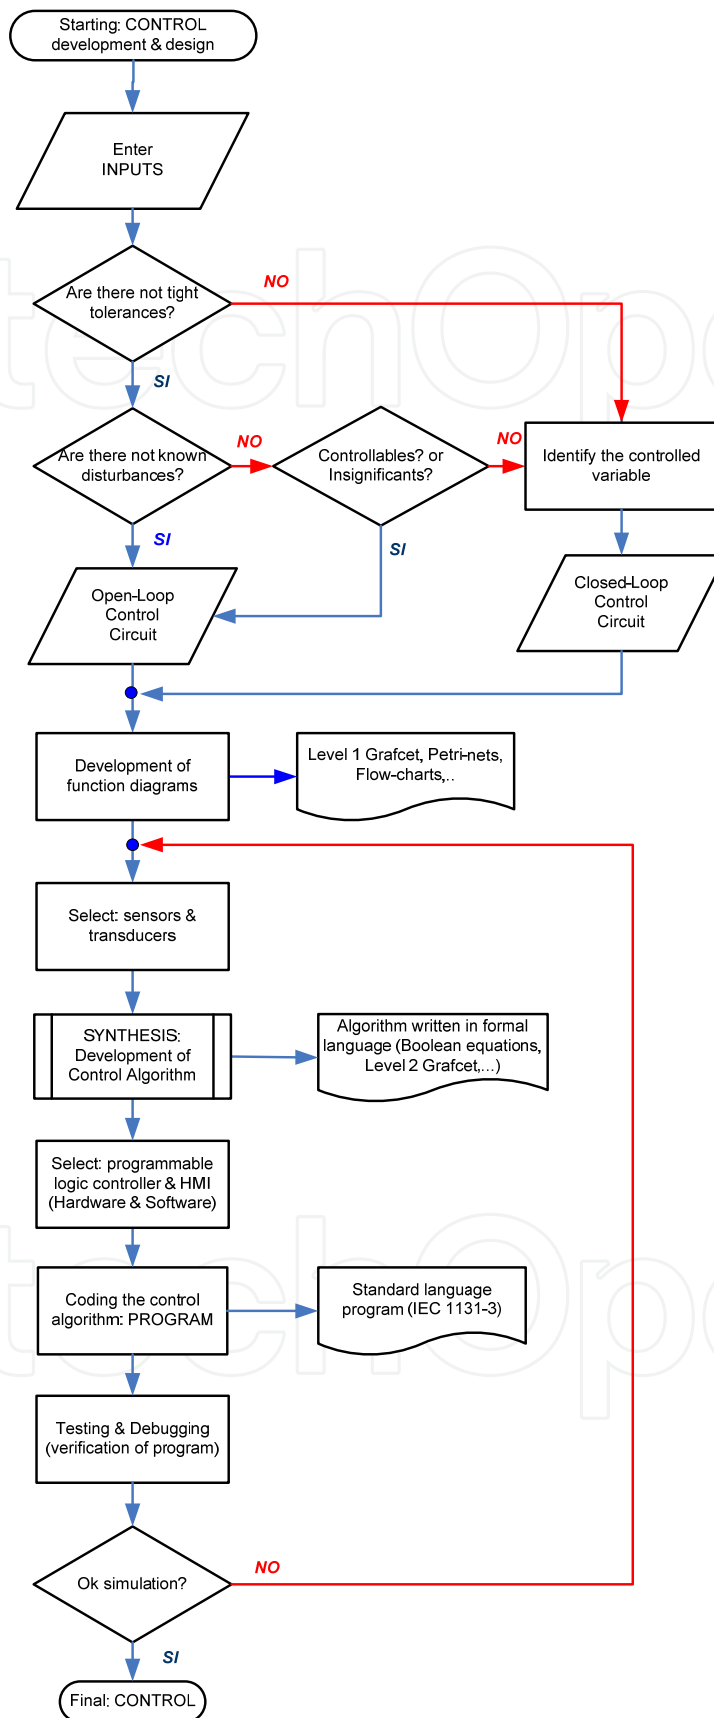 Starting: CONTROL
development & design
Enter
INPUTS
Are there not tight
tolerances?
NO
SI
Are there not known
disturbances?
NO
Controllables? or
Insignificants?
NO
Identify the controlled
variable
SI
SI
Open-Loop
Control
Circuit
Closed-Loop
Control
Circuit
Development of
function diagrams
Level 1 Grafcet, Petri-nets,
Flow-charts,..
Select: sensors &
transducers
SYNTHESIS:
Development of
Control Algorithm
Algorithm written in formal
language (Boolean equations,
Level 2 Grafcet,...)
Select: programmable
logic controller & HMI
(Hardware & Software)
Coding the control
algorithm: PROGRAM
Standard language
program (IEC 1131-3)
Testing & Debugging
(verification of program)
Ok simulation?
NO
SI
Final: CONTROL